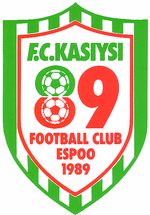 F.C.KASIYSI
89
FOOTBALL CLUB
ESPOO
1989